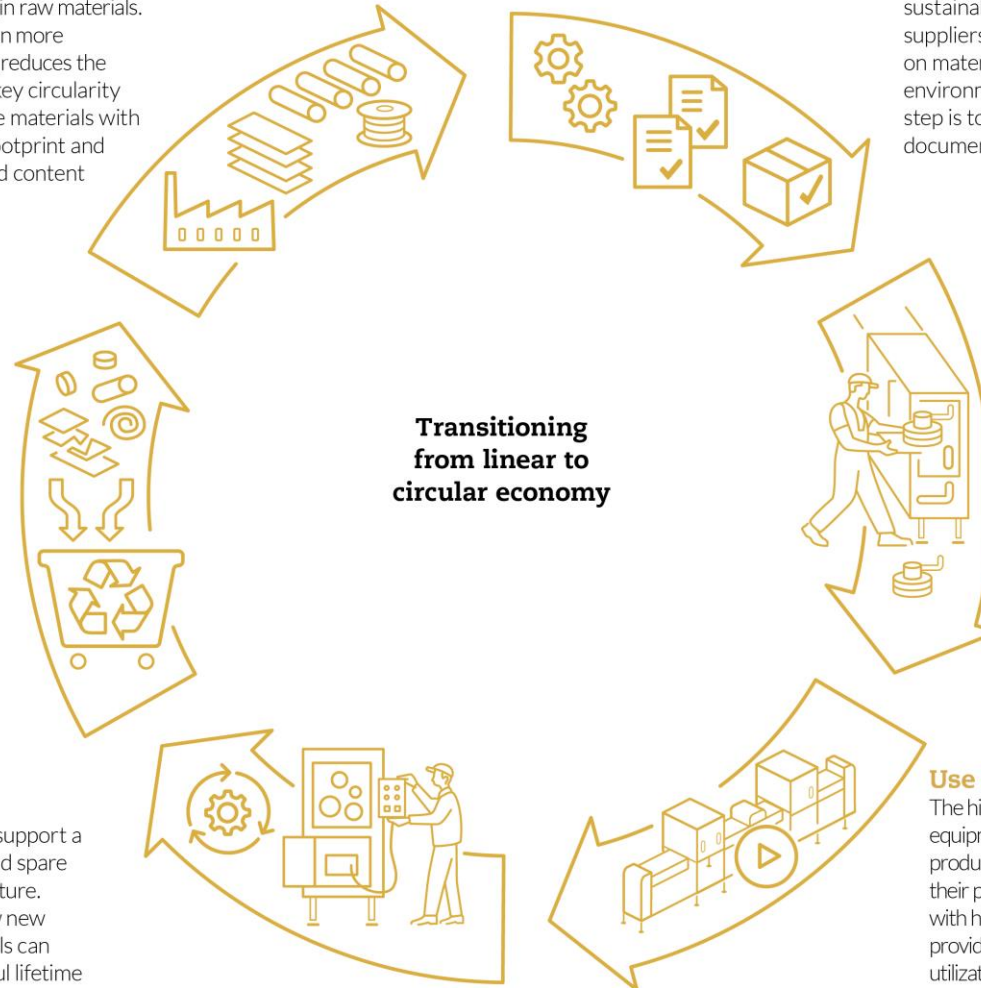 in raw materials.
n more
reduces the
key circularity
e materials with
otprint and
d content
sustainal
suppliers
on mater
environm
step is to
documen
Transitioning
from linear to
circular economy
Use
The hi
equipm
produ
their p
with h
provid
utilizat
support a
d spare
ture.
new
ls can
ul lifetime